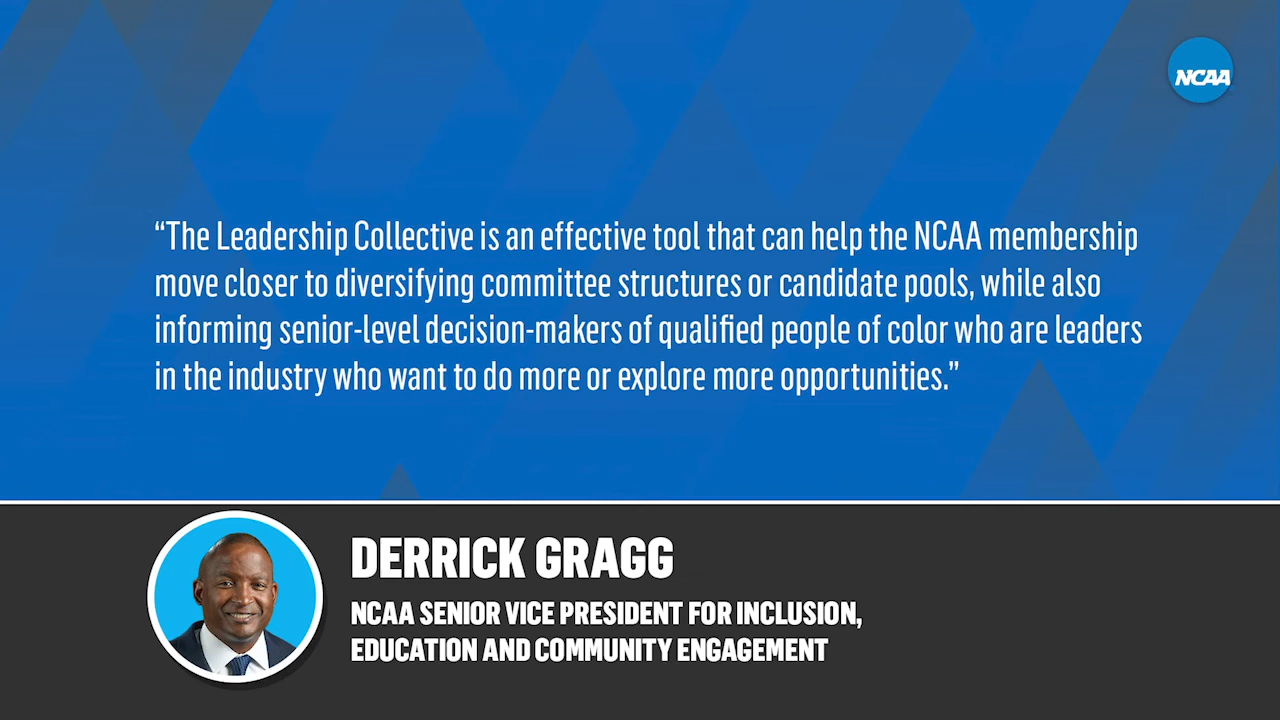 NCAA
“The Leadership Collective is an effective tool that can help the NCAA membership
move closer to diversifying committee structures or candidate pools, while also
informing senior-level decision-makers of qualified people of color who are leaders
in the industry who want to do more or explore more opportunities.”
DERRICK GRAGG
NCAA SENIOR VICE PRESIDENT FOR INCLUSION,
EDUCATION AND COMMUNITY ENGAGEMENT